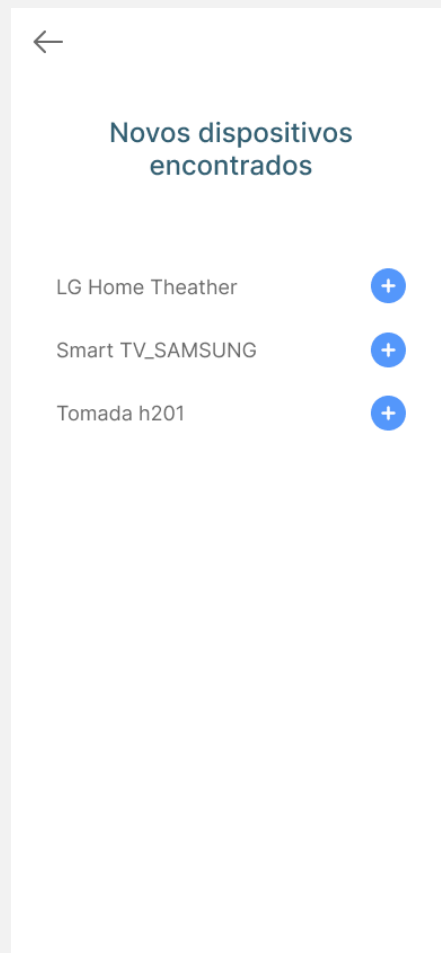 Novos dispositivos
encontrados
LG Home Theather
Smart TV_SAMSUNG
Tomada h201